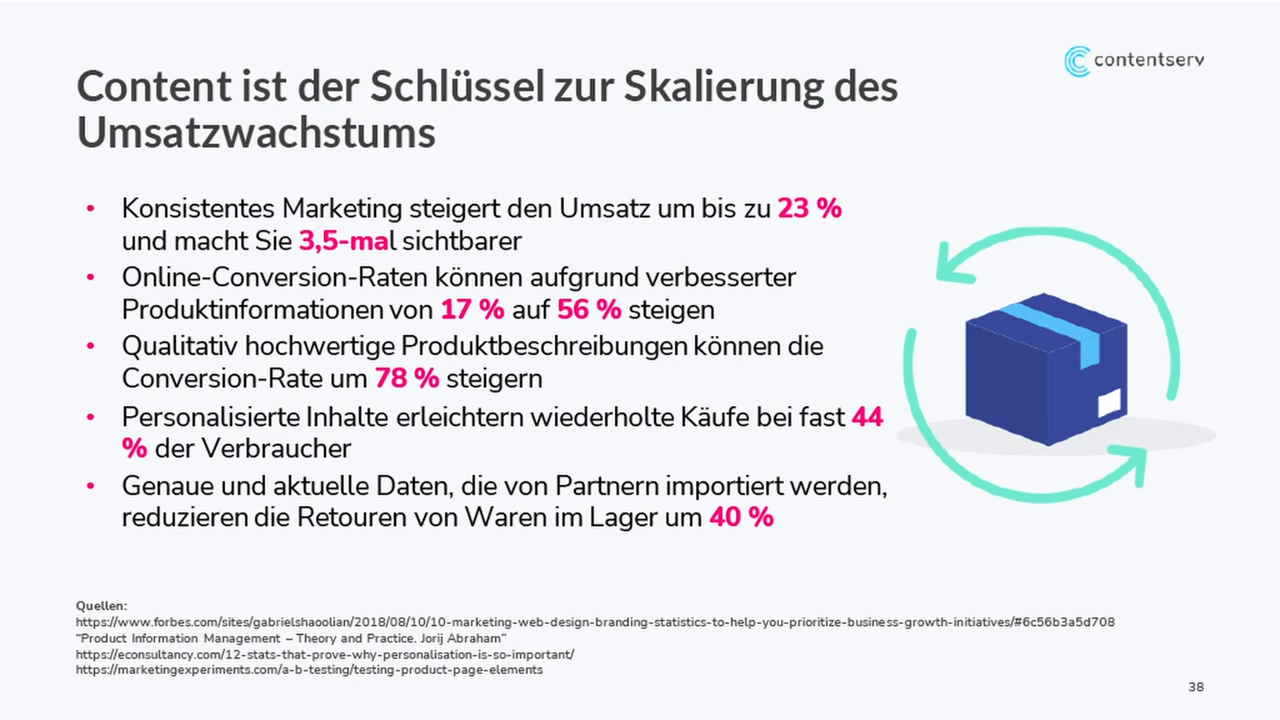 contentserv
Content ist der Schlüssel zur Skalierung des
Umsatzwachstums
• Konsistentes Marketing steigert den Umsatz um bis zu 23 %
und macht Sie 3,5-mal sichtbarer
• Online-Conversion-Raten können aufgrund verbesserter
Produktinformationen von 17 % auf 56 % steigen
• Qualitativ hochwertige Produktbeschreibungen können die
Conversion-Rate um 78 % steigern
• Personalisierte Inhalte erleichtern wiederholte Käufe bei fast 44
% der Verbraucher
• Genaue und aktuelle Daten, die von Partnern importiert werden,
reduzieren die Retouren von Waren im Lager um 40 %
Quellen:
https://www.forbes.com/sites/gabrielshaoolian/2018/08/10/10-marketing-web-design-branding-statistics-to-help-you-prioritize-business-growth-initiatives/#6c56b3a5d708
“Product Information Management – Theory and Practice. Jorij Abraham”
https://econsultancy.com/12-stats-that-prove-why-personalisation-is-so-important/
https://marketingexperiments.com/a-b-testing/testing-product-page-elements
38